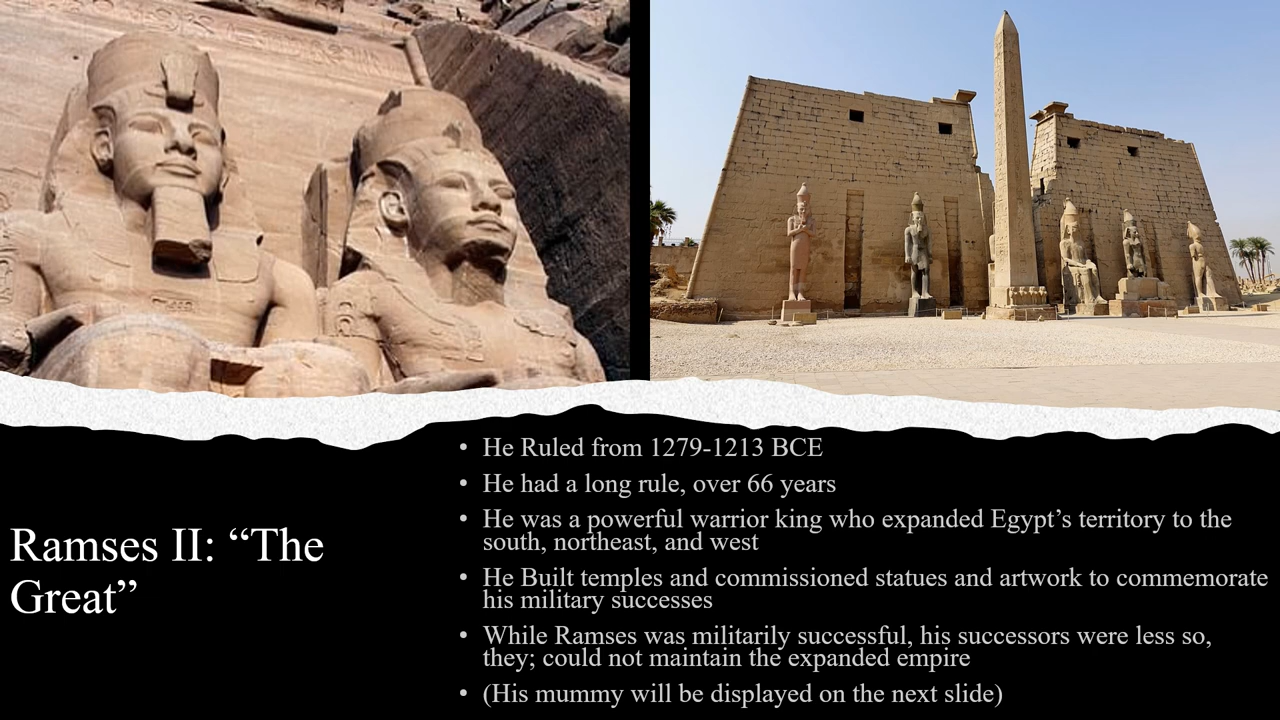 Ramses II: “The
Great”
• He Ruled from 1279-1213 BCE
• He had a long rule, over 66 years
• He was a powerful warrior king who expanded Egypt’s territory to the
south, northeast, and west
• He Built temples and commissioned statues and artwork to commemorate
his military successes
• While Ramses was militarily successful, his successors were less so,
they; could not maintain the expanded empire
• (His mummy will be displayed on the next slide)